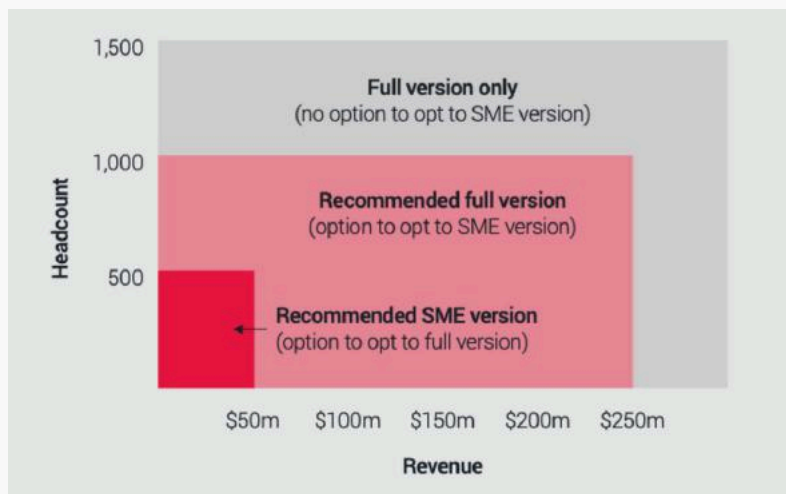 1,500
Full version only
(no option to opt to SME version)
1,000
Recommended full version
(option to opt to SME version)
Headcount
500
Recommended SME version
(option to opt to full version)
$50m $100m $150m $200m $250m
Revenue